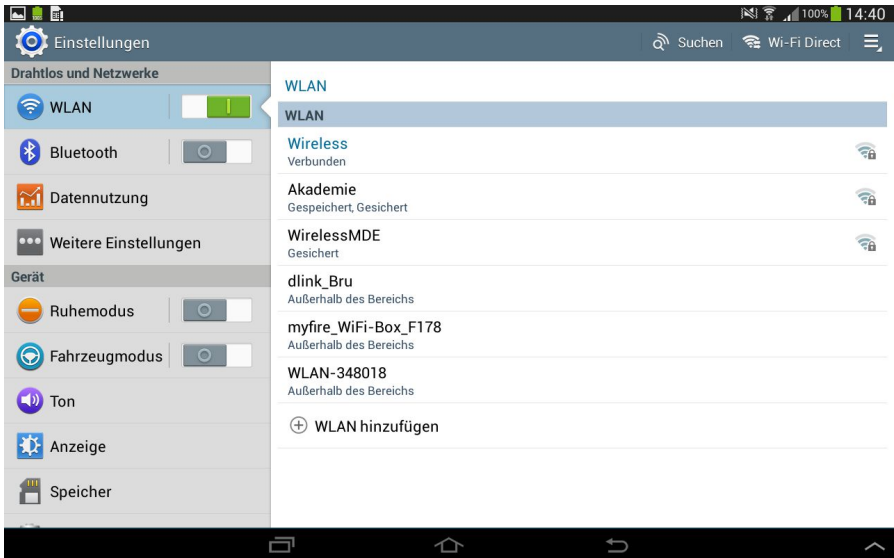 100% 14:40
Einstellungen Suchen Wi-Fi Direct
Drahtlos und Netzwerke
WLAN
Bluetooth
Datennutzung
Weitere Einstellungen
Gerät
Ruhemodus
Fahrzeugmodus
Ton
Anzeige
Speicher
WLAN
WLAN
Wireless
Verbunden
Akademie
Gespeichert, Gesichert
WirelessMDE
Gesichert
dlink_Bru
Außerhalb des Bereichs
myfire_WiFi-Box_F178
Außerhalb des Bereichs
WLAN-348018
Außerhalb des Bereichs
WLAN hinzufügen